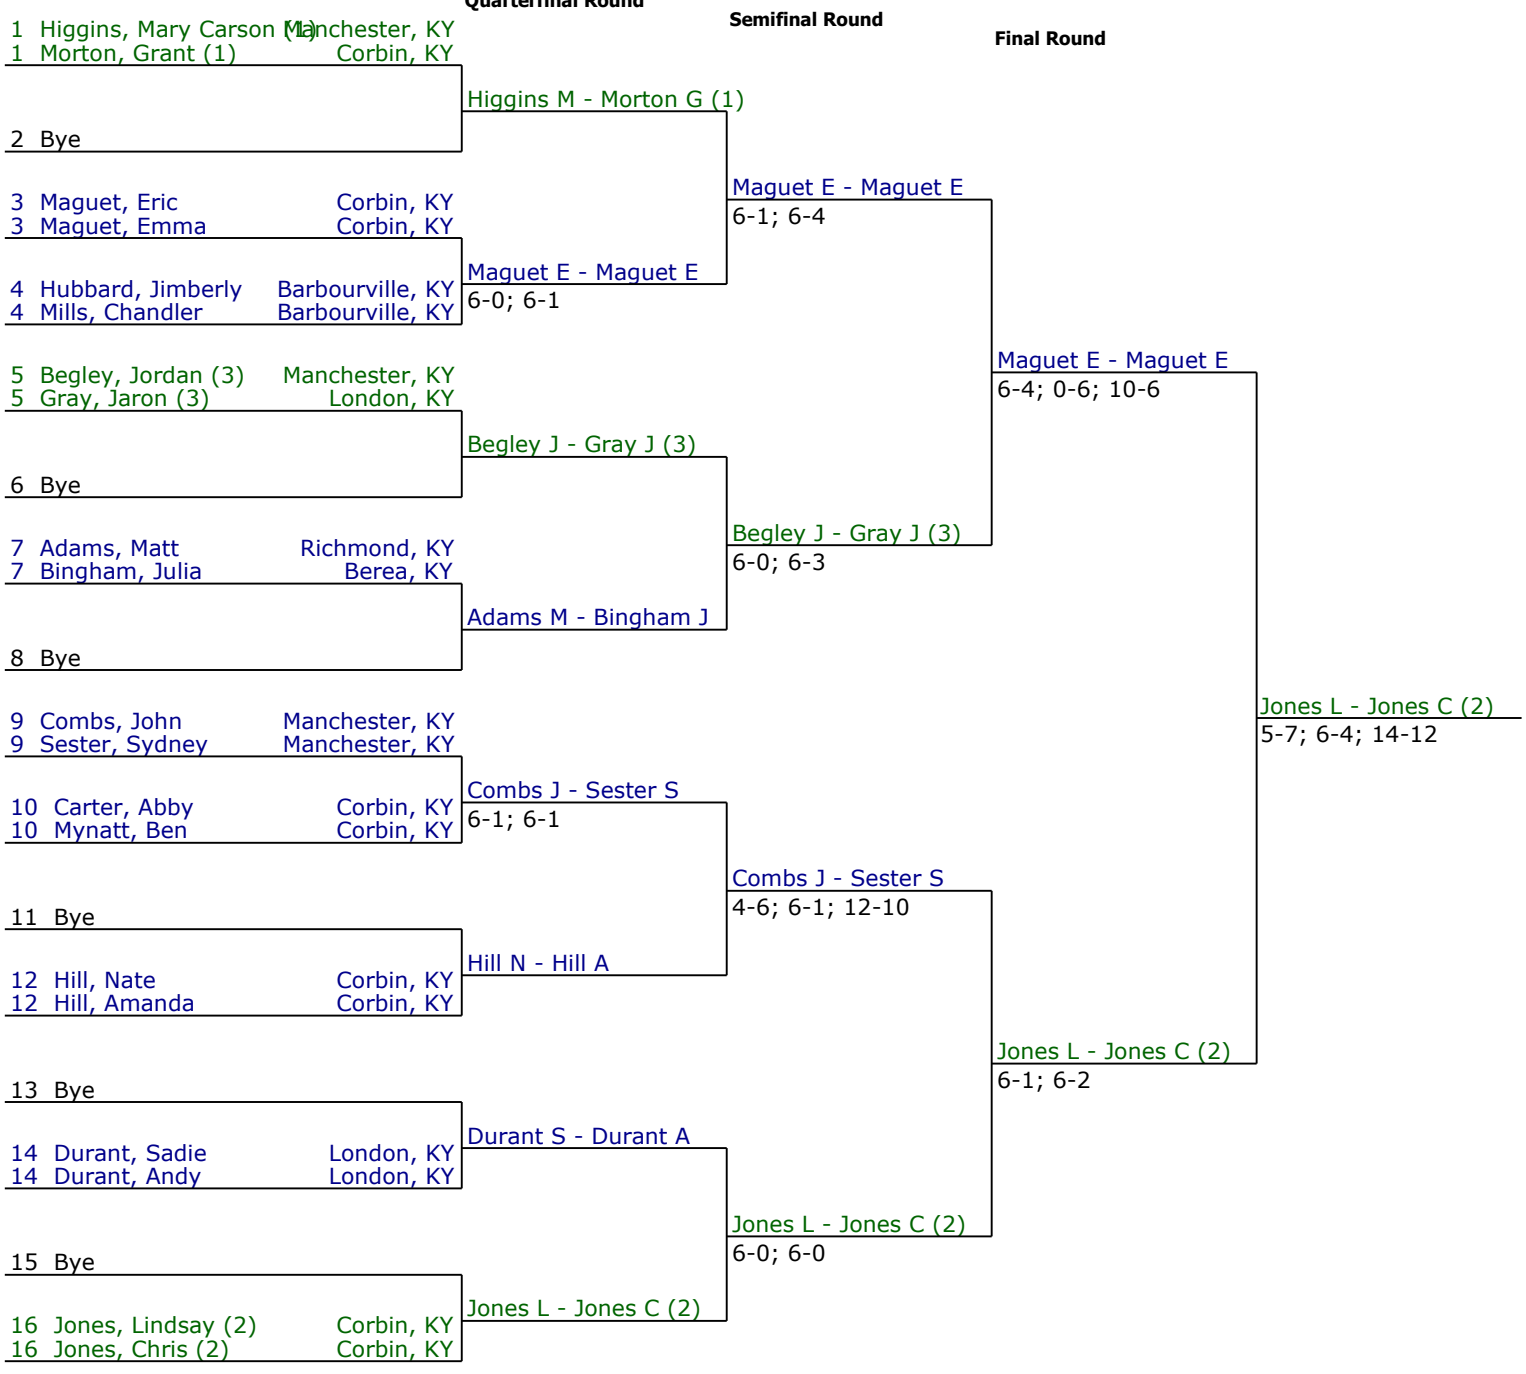 Quarterfinal Round
Semifinal Round
Final Round
1 Higgins, Mary Carson (1) Manchester, KY
1 Morton, Grant (1) Corbin, KY
Higgins M - Morton G (1)
2 Bye
Maguet E - Maguet E
6-1; 6-4
3 Maguet, Eric Corbin, KY
3 Maguet, Emma Corbin, KY
Maguet E - Maguet E
6-0; 6-1
4 Hubbard, Jimberly Barbourville, KY
4 Mills, Chandler Barbourville, KY
Maguet E - Maguet E
6-4; 0-6; 10-6
5 Begley, Jordan (3) Manchester, KY
5 Gray, Jaron (3) London, KY
Begley J - Gray J (3)
6 Bye
Begley J - Gray J (3)
6-0; 6-3
7 Adams, Matt Richmond, KY
7 Bingham, Julia Berea, KY
Adams M - Bingham J
8 Bye
Jones L - Jones C (2)
5-7; 6-4; 14-12
9 Combs, John Manchester, KY
9 Sester, Sydney Manchester, KY
Combs J - Sester S
6-1; 6-1
10 Carter, Abby Corbin, KY
10 Mynatt, Ben Corbin, KY
Combs J - Sester S
4-6; 6-1; 12-10
11 Bye
Hill N - Hill A
12 Hill, Nate Corbin, KY
12 Hill, Amanda Corbin, KY
Jones L - Jones C (2)
6-1; 6-2
13 Bye
Durant S - Durant A
14 Durant, Sadie London, KY
14 Durant, Andy London, KY
Jones L - Jones C (2)
6-0; 6-0
15 Bye
Jones L - Jones C (2)
16 Jones, Lindsay (2) Corbin, KY
16 Jones, Chris (2) Corbin, KY